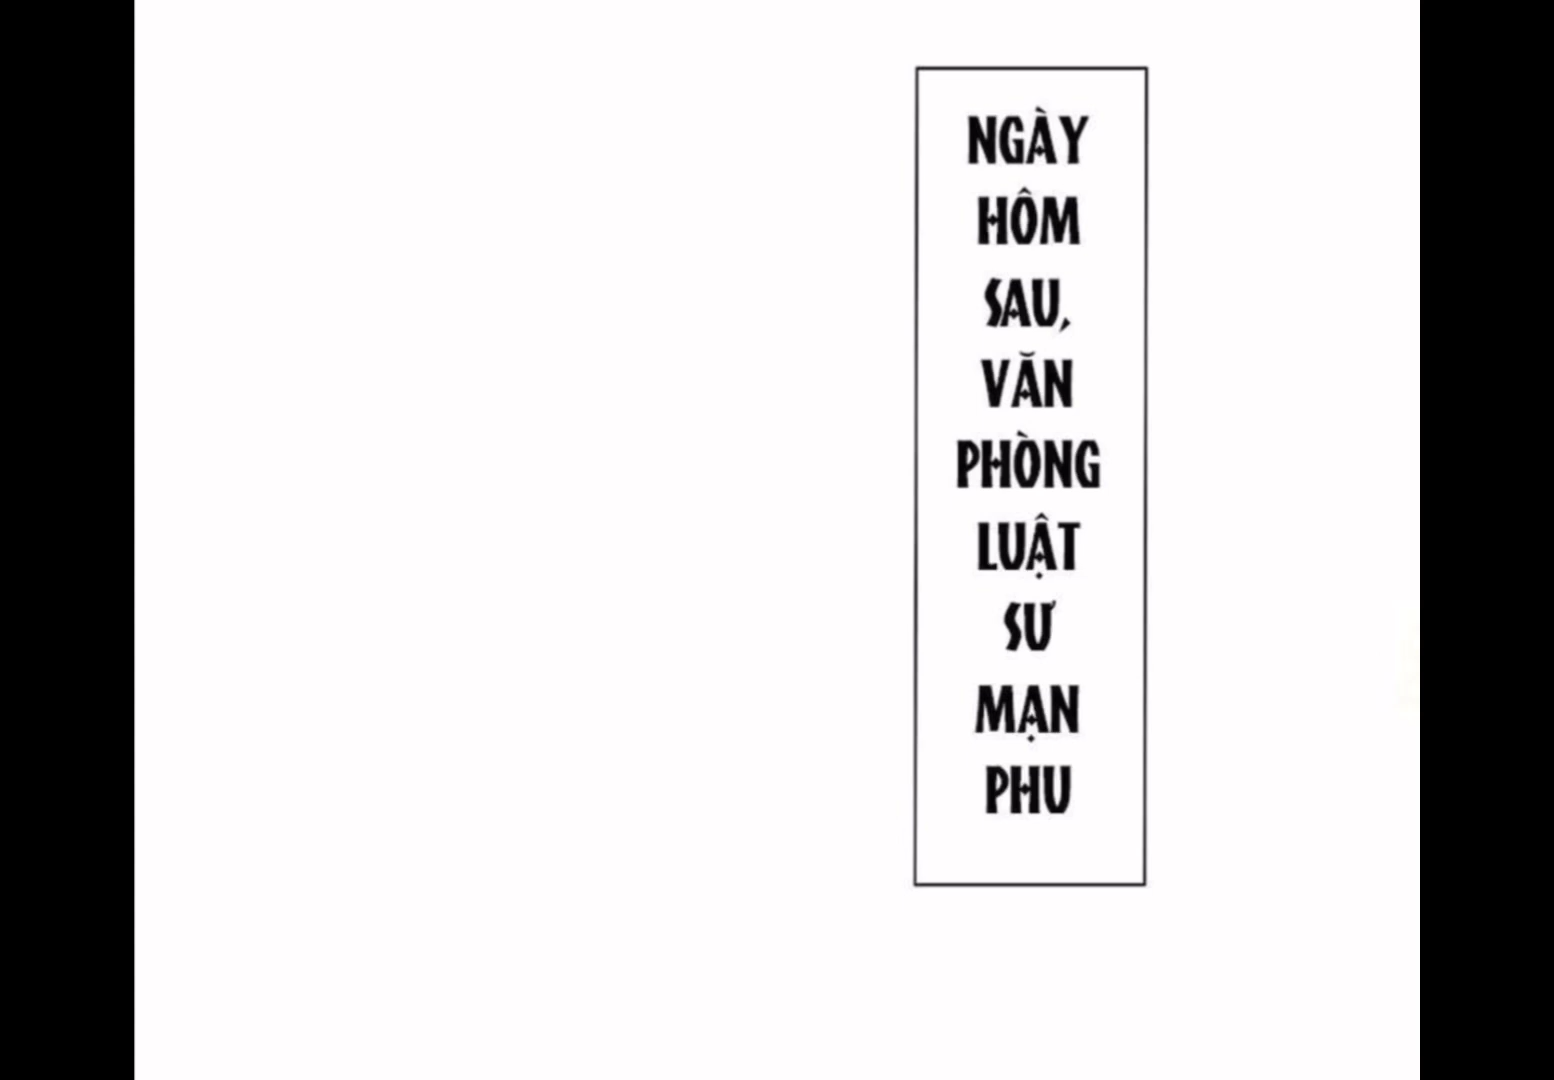 NGÀY
HÔM
SAU,
VĂN
PHÒNG
LUẬT
SƯ
MẠN
PHU